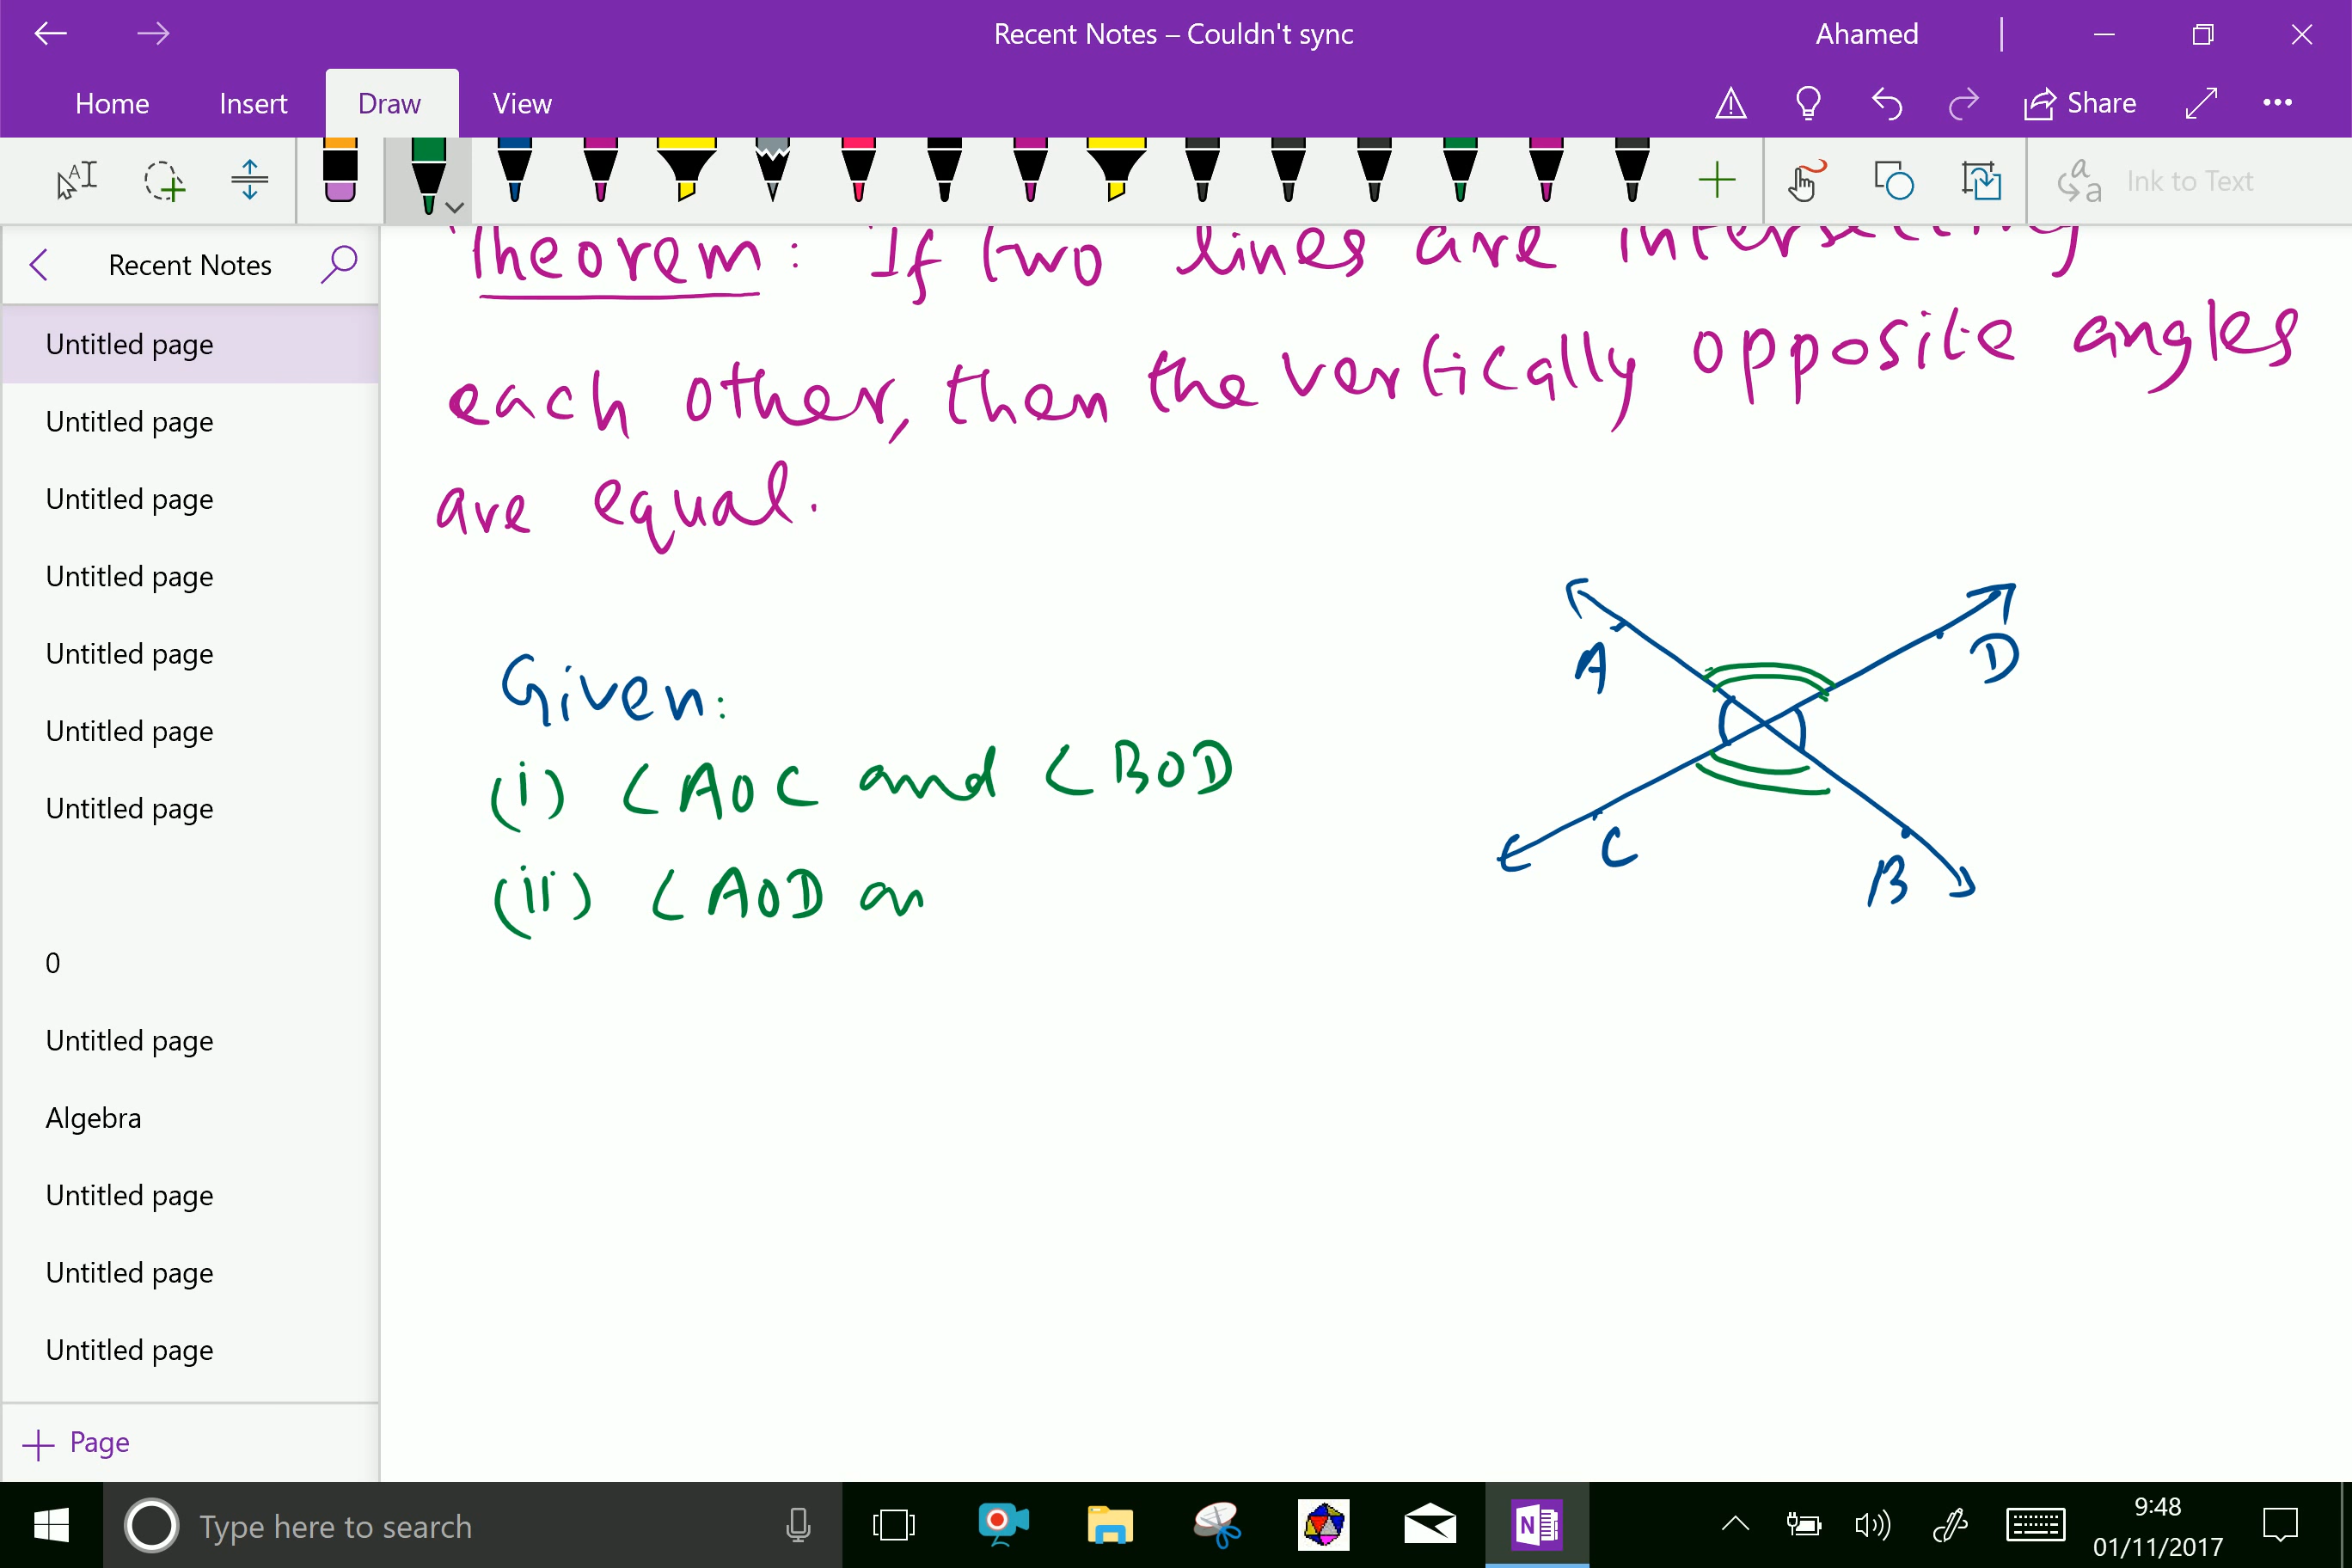 Recent Notes – Couldn't sync
Ahamed
Home Insert Draw View
Share
Ink to Text
Recent Notes
Untitled page
Untitled page
Untitled page
Untitled page
Untitled page
Untitled page
Untitled page
0
Untitled page
Algebra
Untitled page
Untitled page
Untitled page
Page
Theorem: If two lines are intersecting
each other, then the vertically opposite angles
are equal.
Given:
(i) ∠AOC and ∠BOD
(ii) ∠AOD an
A
D
C
B
Type here to search
N
9:48
01/11/2017